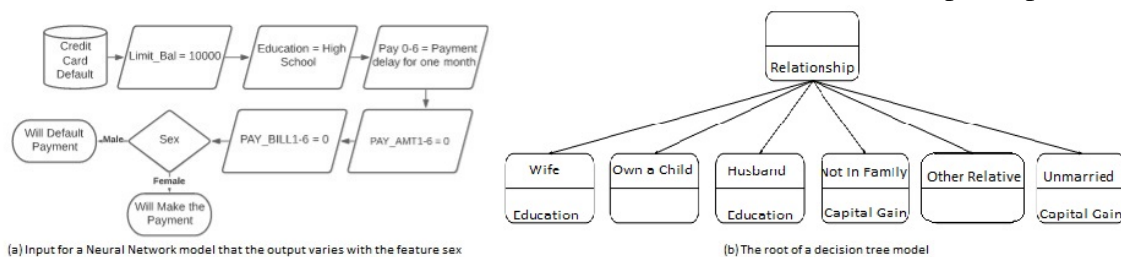 Credit
Card
Default
Limit_Bal = 10000
Education = High
School
Pay 0-6 = Payment
delay for one month
Will Default
Payment
Male
Sex
PAY_BILL1-6 = 0
PAY_AMT1-6 = 0
Female
Will Make the
Payment
(a) Input for a Neural Network model that the output varies with the feature sex
Relationship
Wife
Education
Own a Child
Husband
Education
Not In Family
Capital Gain
Other Relative
Unmarried
Capital Gain
(b) The root of a decision tree model